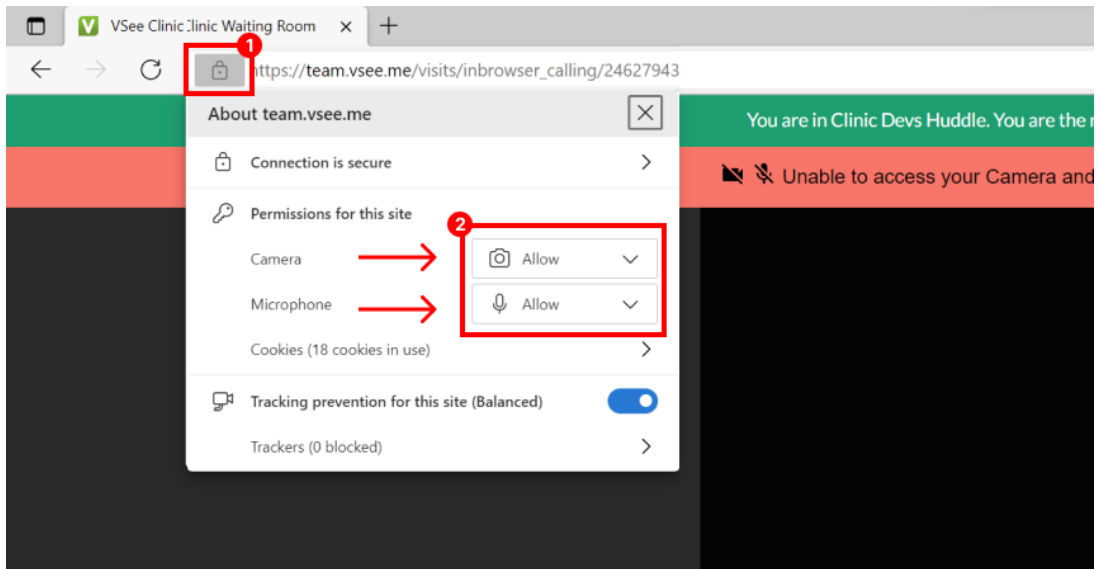 VSee Clinic Clinic Waiting Room
1
https://team.vsee.me/visits/inbrowser_calling/24627943
About team.vsee.me
You are in Clinic Devs Huddle. You are the
Connection is secure
Unable to access your Camera and
Permissions for this site
2
Camera
Allow
Microphone
Allow
Cookies (18 cookies in use)
Tracking prevention for this site (Balanced)
Trackers (0 blocked)